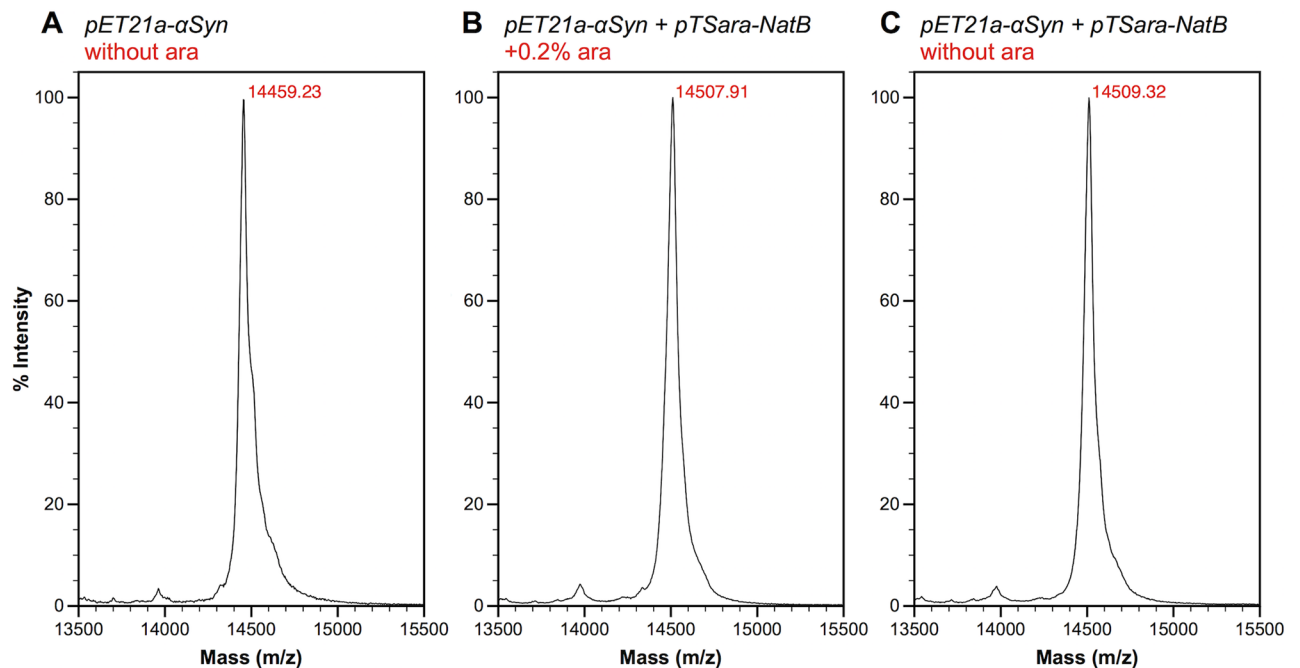 A pET21a-αSyn
without ara
B pET21a-αSyn + pTSara-NatB
+0.2% ara
C pET21a-αSyn + pTSara-NatB
without ara
% Intensity
100
80
60
40
20
0
14459.23
13500 14000 14500 15000 15500
Mass (m/z)
100
80
60
40
20
0
14507.91
13500 14000 14500 15000 15500
Mass (m/z)
100
80
60
40
20
0
14509.32
13500 14000 14500 15000 15500
Mass (m/z)